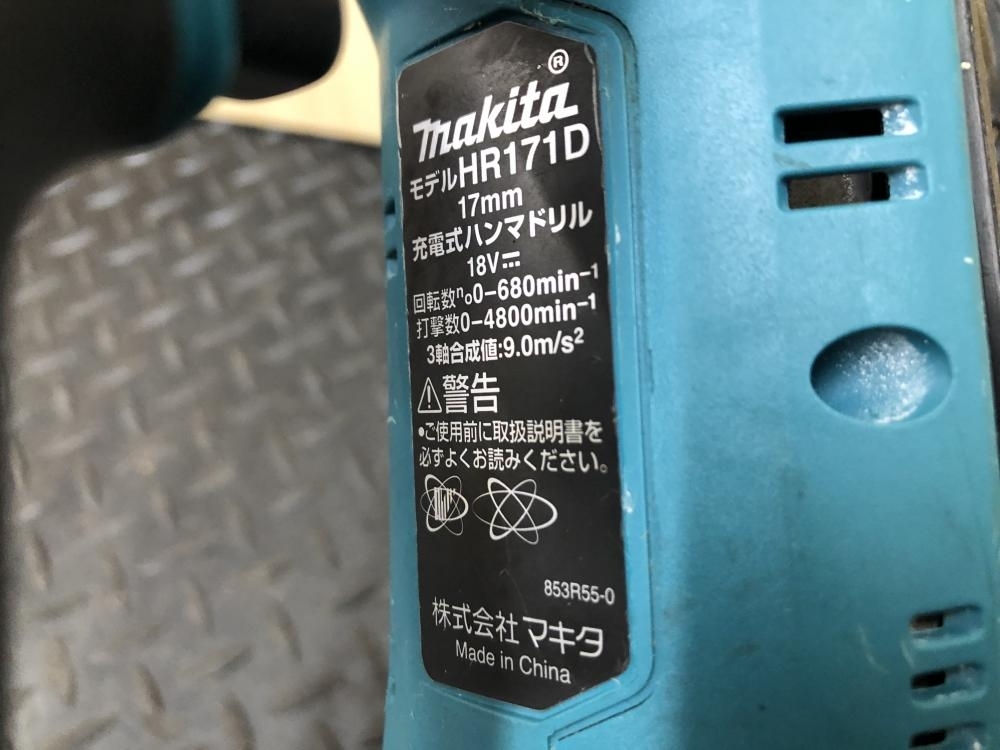 makita®
モデルHR171D
17mm
充電式ハンマドリル
18V⎓
回転数n₀0-680min⁻¹
打撃数0-4800min⁻¹
3軸合成値:9.0m/s²
⚠警告
•ご使用前に取扱説明書を
必ずよくお読みください。
853R55-0
株式会社マキタ
Made in China